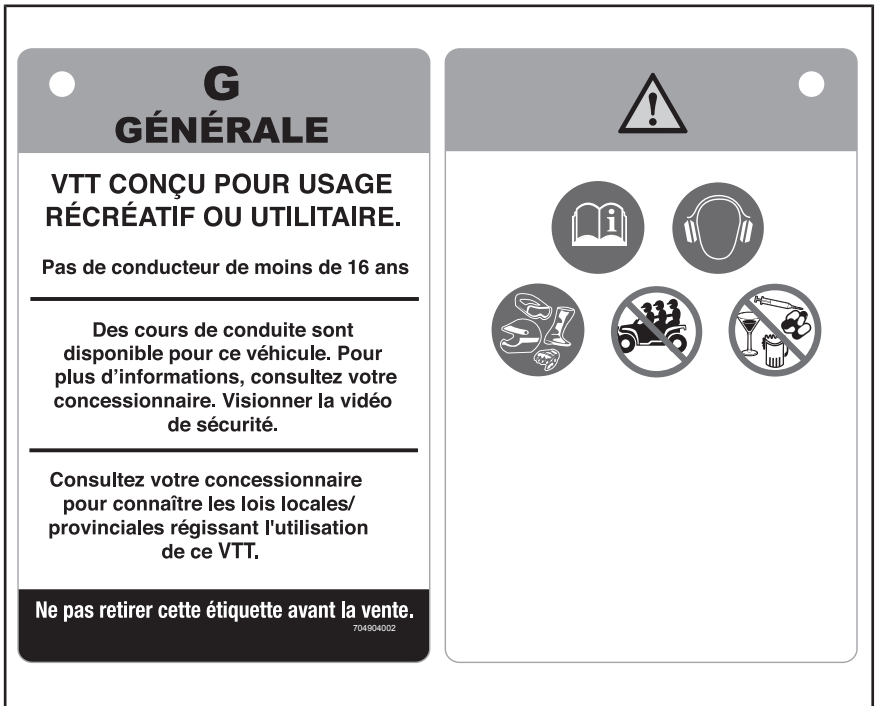 G
GÉNÉRALE
VTT CONÇU POUR USAGE
RÉCRÉATIF OU UTILITAIRE.
Pas de conducteur de moins de 16 ans
Des cours de conduite sont
disponible pour ce véhicule. Pour
plus d’informations, consultez votre
concessionnaire. Visionner la vidéo
de sécurité.
Consultez votre concessionnaire
pour connaître les lois locales/
provinciales régissant l'utilisation
de ce VTT.
Ne pas retirer cette étiquette avant la vente.
704904002
!
i